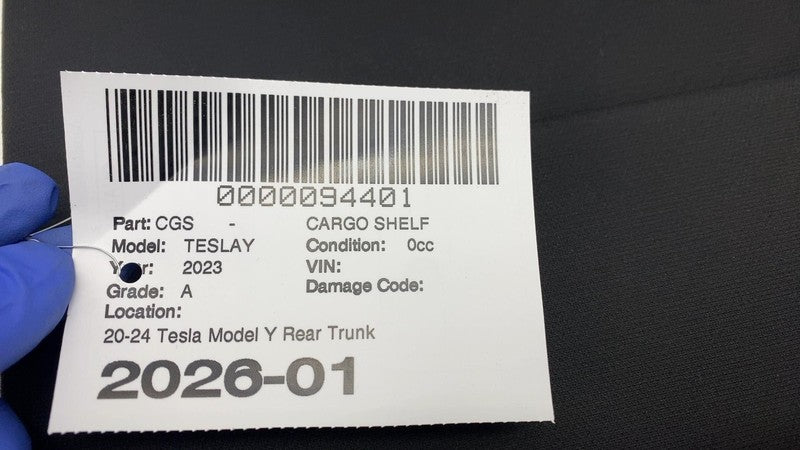 0000094401
Part: CGS - CARGO SHELF
Model: TESLAY Condition: 0cc
Year: 2023 VIN:
Grade: A Damage Code:
Location:
20-24 Tesla Model Y Rear Trunk
2026-01